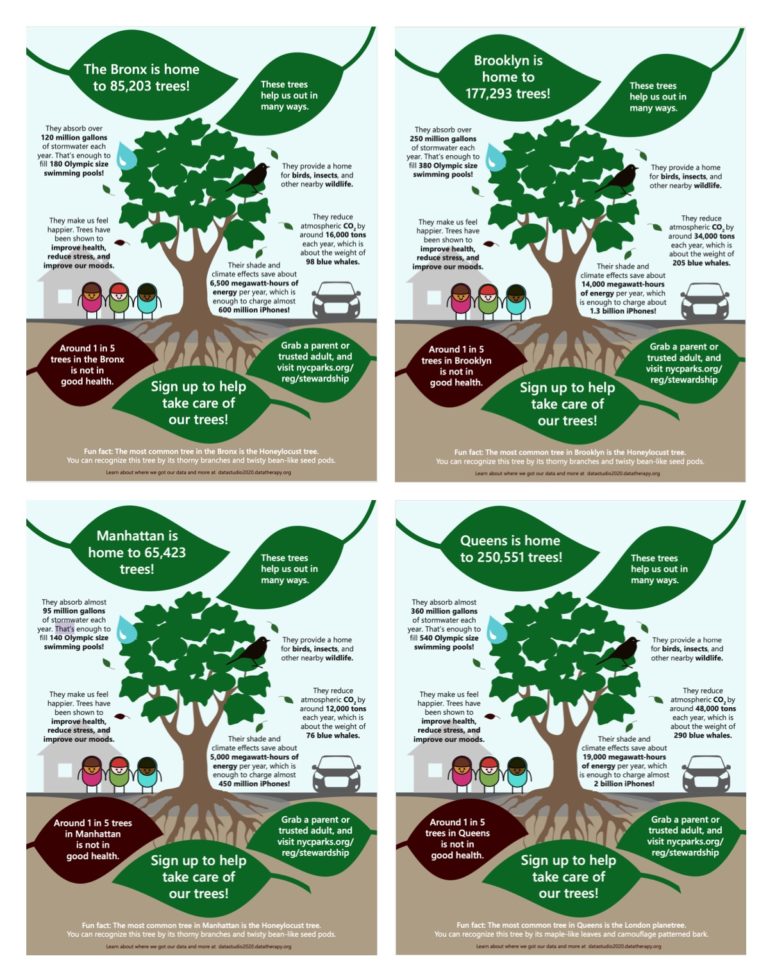 The Bronx is home
to 85,203 trees!
These trees
help us out in
many ways.
They absorb over
120 million gallons
of stormwater each
year. That's enough to
fill 180 Olympic size
swimming pools!
They provide a home
for birds, insects, and
other nearby wildlife.
They make us feel
happier. Trees have
been shown to
improve health,
reduce stress, and
improve our moods.
They reduce
atmospheric CO₂ by
around 16,000 tons
each year, which is
about the weight of
98 blue whales.
Their shade and
climate effects save about
6,500 megawatt-hours of
energy per year, which is
enough to charge almost
600 million iPhones!
Around 1 in 5
trees in the Bronx
is not in
good health.
Sign up to help
take care of
our trees!
Grab a parent or
trusted adult, and
visit nycparks.org/
reg/stewardship
Fun fact: The most common tree in the Bronx is the Honeylocust tree.
You can recognize this tree by its thorny branches and twisty bean-like seed pods.
Learn about where we got our data and more at datastudio2020.datatherapy.org
Brooklyn is
home to
177,293 trees!
These trees
help us out in
many ways.
They absorb over
250 million gallons
of stormwater each
year. That's enough to
fill 380 Olympic size
swimming pools!
They provide a home
for birds, insects, and
other nearby wildlife.
They make us feel
happier. Trees have
been shown to
improve health,
reduce stress, and
improve our moods.
They reduce
atmospheric CO₂ by
around 34,000 tons
each year, which is
about the weight of
205 blue whales.
Their shade and
climate effects save about
14,000 megawatt-hours
of energy per year, which
is enough to charge about
1.3 billion iPhones!
Around 1 in 5
trees in Brooklyn
is not in
good health.
Sign up to help
take care of
our trees!
Grab a parent or
trusted adult, and
visit nycparks.org/
reg/stewardship
Fun fact: The most common tree in Brooklyn is the Honeylocust tree.
You can recognize this tree by its thorny branches and twisty bean-like seed pods.
Learn about where we got our data and more at datastudio2020.datatherapy.org
Manhattan is
home to 65,423
trees!
These trees
help us out in
many ways.
They absorb almost
95 million gallons
of stormwater each
year. That's enough to
fill 140 Olympic size
swimming pools!
They provide a home
for birds, insects, and
other nearby wildlife.
They make us feel
happier. Trees have
been shown to
improve health,
reduce stress, and
improve our moods.
They reduce
atmospheric CO₂ by
around 12,000 tons
each year, which is
about the weight of
76 blue whales.
Their shade and
climate effects save about
5,000 megawatt-hours of
energy per year, which is
enough to charge almost
450 million iPhones!
Around 1 in 5 trees
in Manhattan
is not in
good health.
Sign up to help
take care of
our trees!
Grab a parent or
trusted adult, and
visit nycparks.org/
reg/stewardship
Fun fact: The most common tree in Manhattan is the Honeylocust tree.
You can recognize this tree by its thorny branches and twisty bean-like seed pods.
Learn about where we got our data and more at datastudio2020.datatherapy.org
Queens is home
to 250,551 trees!
These trees
help us out in
many ways.
They absorb almost
360 million gallons
of stormwater each
year. That's enough to
fill 540 Olympic size
swimming pools!
They provide a home
for birds, insects, and
other nearby wildlife.
They make us feel
happier. Trees have
been shown to
improve health,
reduce stress, and
improve our moods.
They reduce
atmospheric CO₂ by
around 48,000 tons
each year, which is
about the weight of
290 blue whales.
Their shade and
climate effects save about
19,000 megawatt-hours
of energy per year, which
is enough to charge almost
2 billion iPhones!
Around 1 in 5
trees in Queens
is not in
good health.
Sign up to help
take care of
our trees!
Grab a parent or
trusted adult, and
visit nycparks.org/
reg/stewardship
Fun fact: The most common tree in Queens is the London planetree.
You can recognize this tree by its maple-like leaves and camouflage patterned bark.
Learn about where we got our data and more at datastudio2020.datatherapy.org